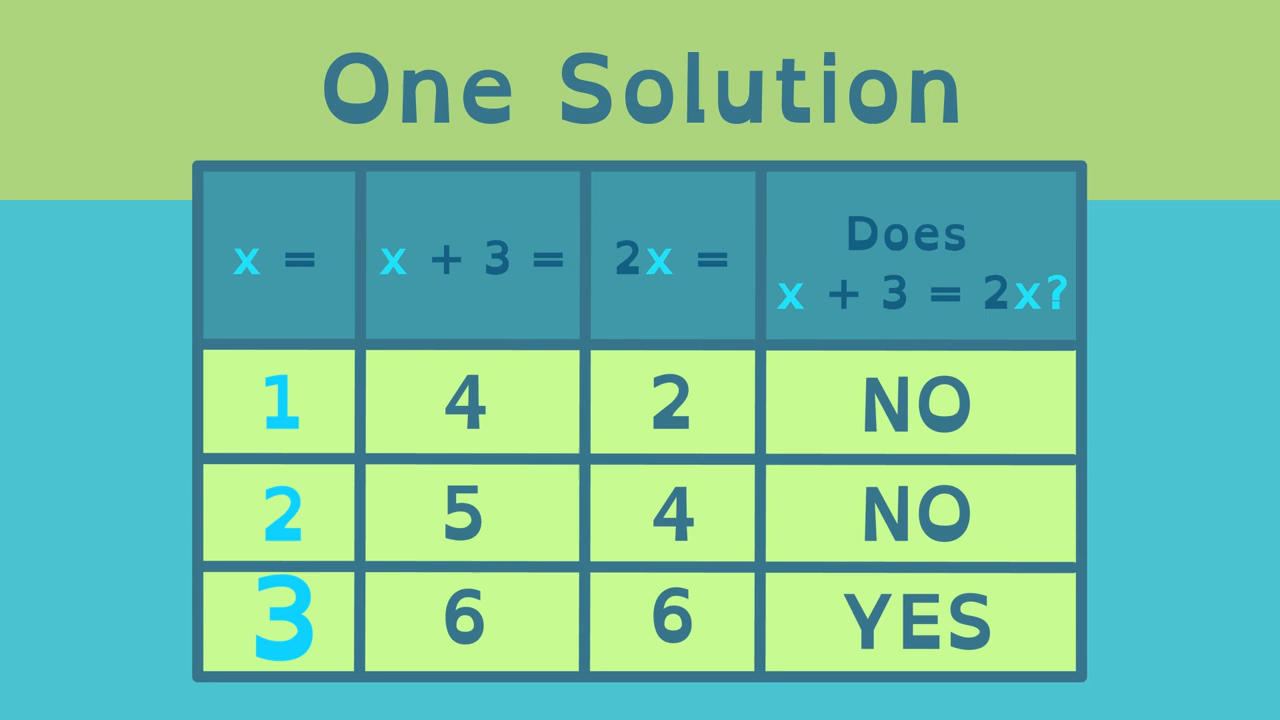 One Solution
x = x + 3 = 2x = Does
x + 3 = 2x?
1 4 2 NO
2 5 4 NO
3 6 6 YES